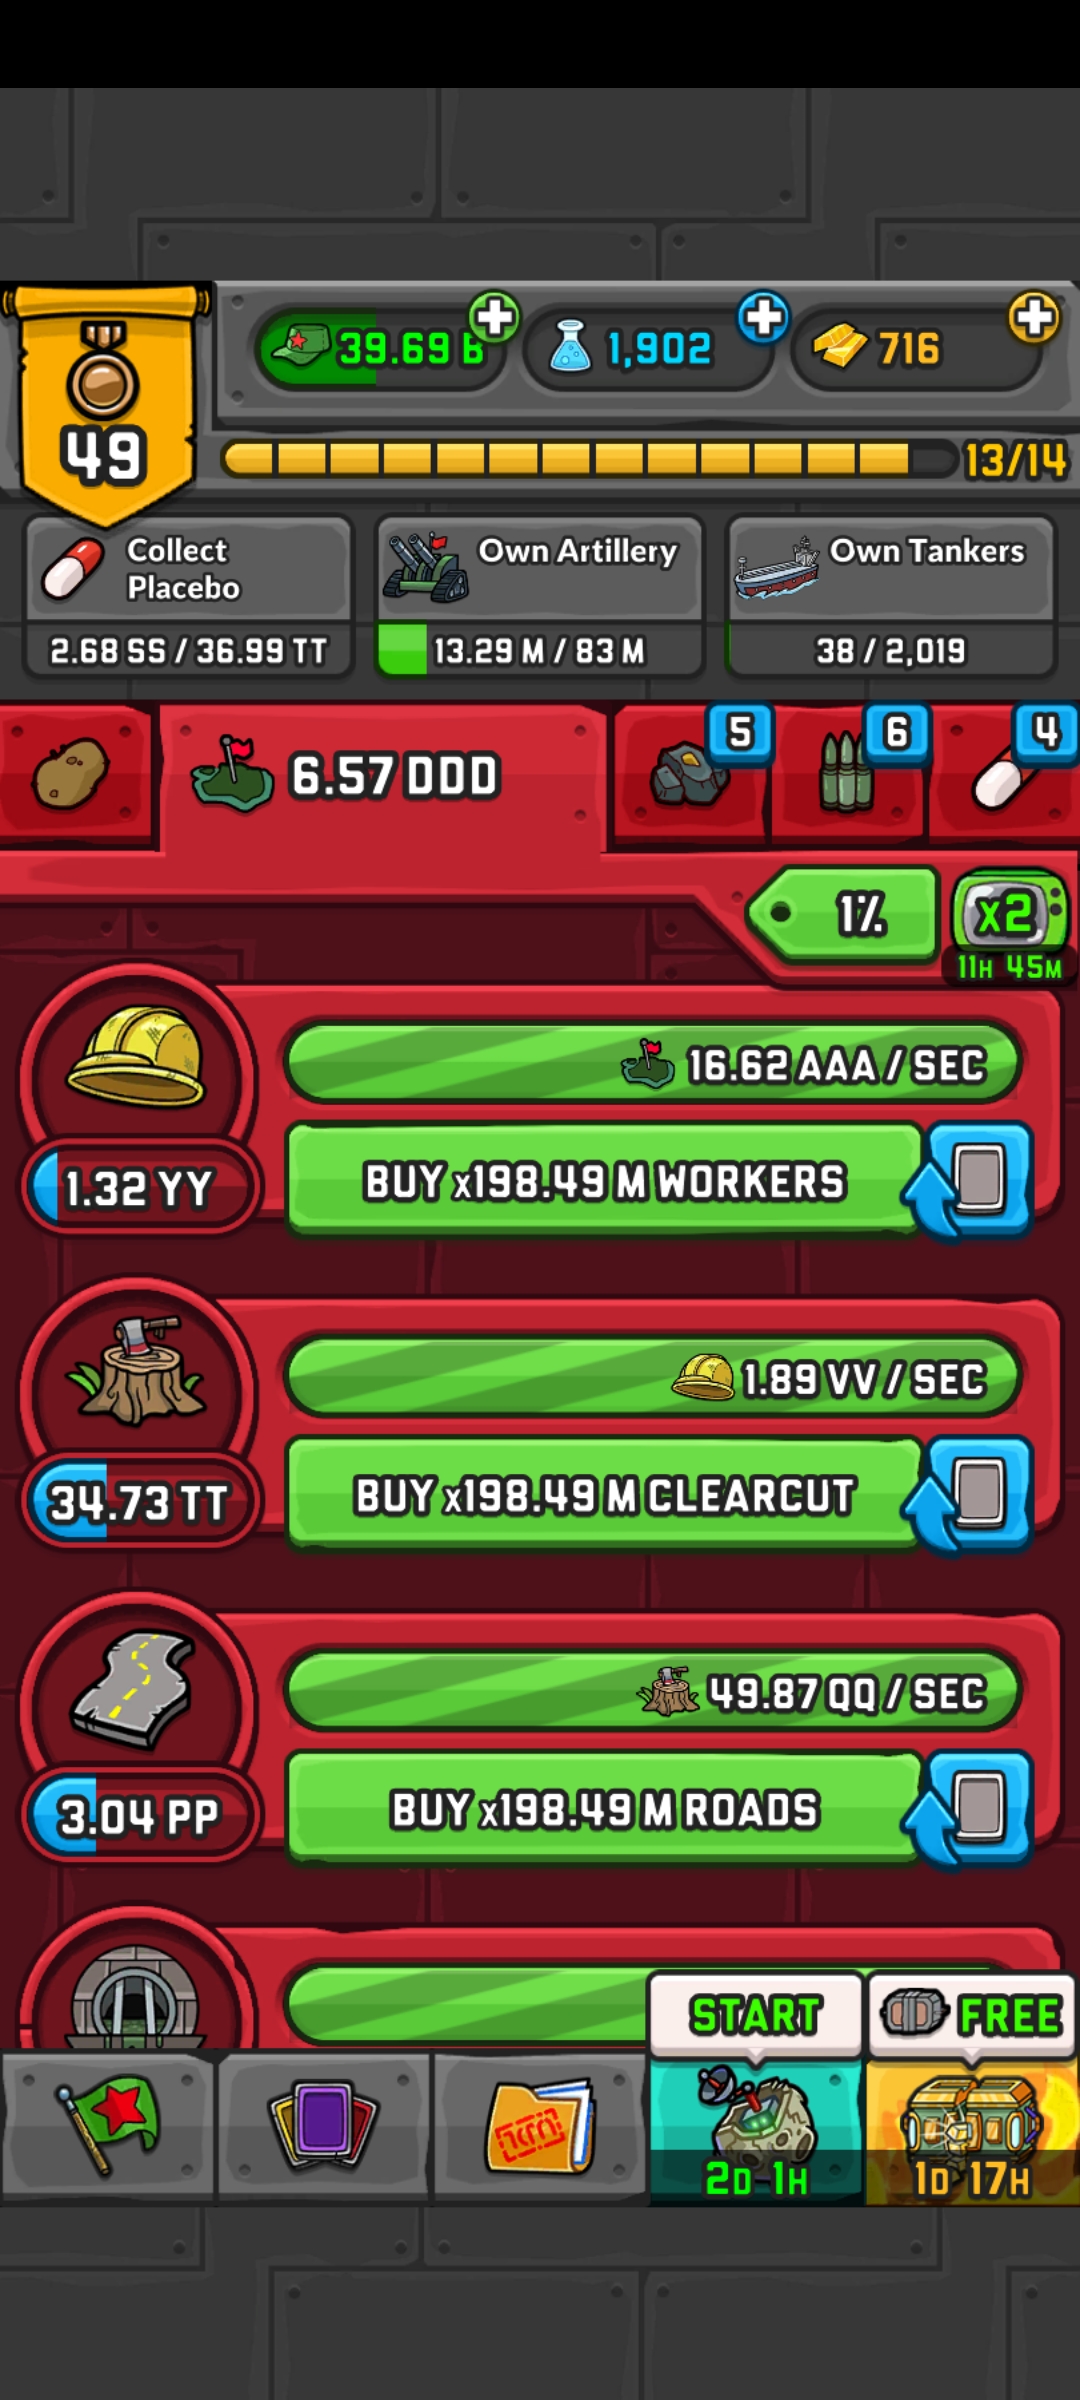 39.69 B
1,902
716
49
13/14
Collect
Placebo
2.68 SS / 36.99 TT
Own Artillery
13.29 M / 83 M
Own Tankers
38 / 2,019
6.57 DDD
5
6
4
1%
x2
11H 45M
16.62 AAA / SEC
1.32 YY
BUY x198.49 M WORKERS
1.89 VV / SEC
34.73 TT
BUY x198.49 M CLEARCUT
49.87 QQ / SEC
3.04 PP
BUY x198.49 M ROADS
START
FREE
2D 1H
1D 17H